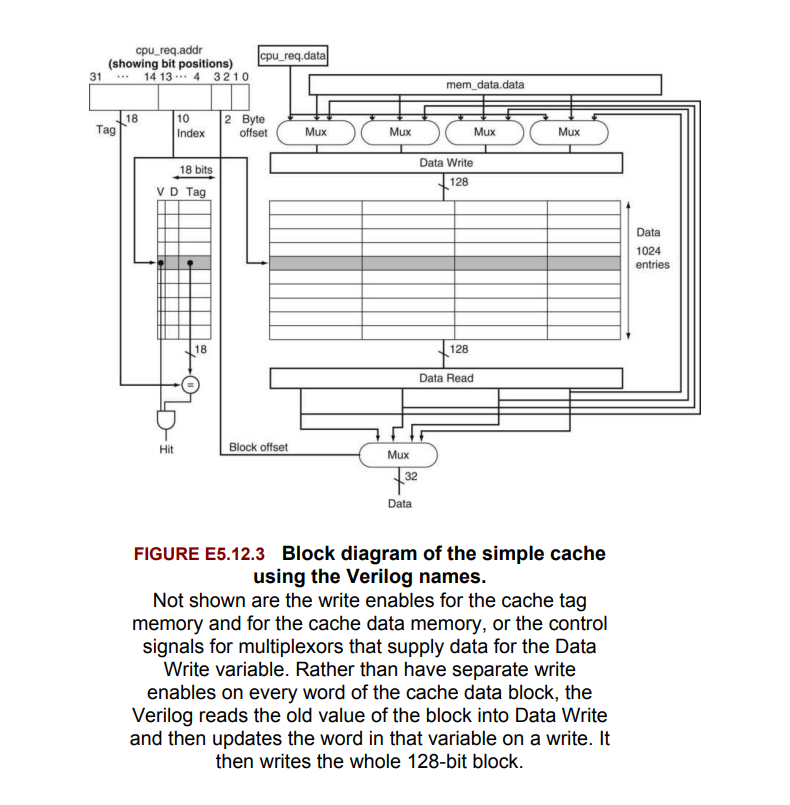 cpu_req.addr
(showing bit positions)
31 ··· 14 13 ··· 4 3 2 1 0
cpu_req.data
mem_data.data
18
Tag
10
Index
2 Byte
offset
Mux
Mux
Mux
Mux
Data Write
128
18 bits
V D Tag
Data
1024
entries
18
128
=
Data Read
Hit
Block offset
Mux
32
Data
FIGURE E5.12.3 Block diagram of the simple cache
using the Verilog names.
Not shown are the write enables for the cache tag
memory and for the cache data memory, or the control
signals for multiplexors that supply data for the Data
Write variable. Rather than have separate write
enables on every word of the cache data block, the
Verilog reads the old value of the block into Data Write
and then updates the word in that variable on a write. It
then writes the whole 128-bit block.